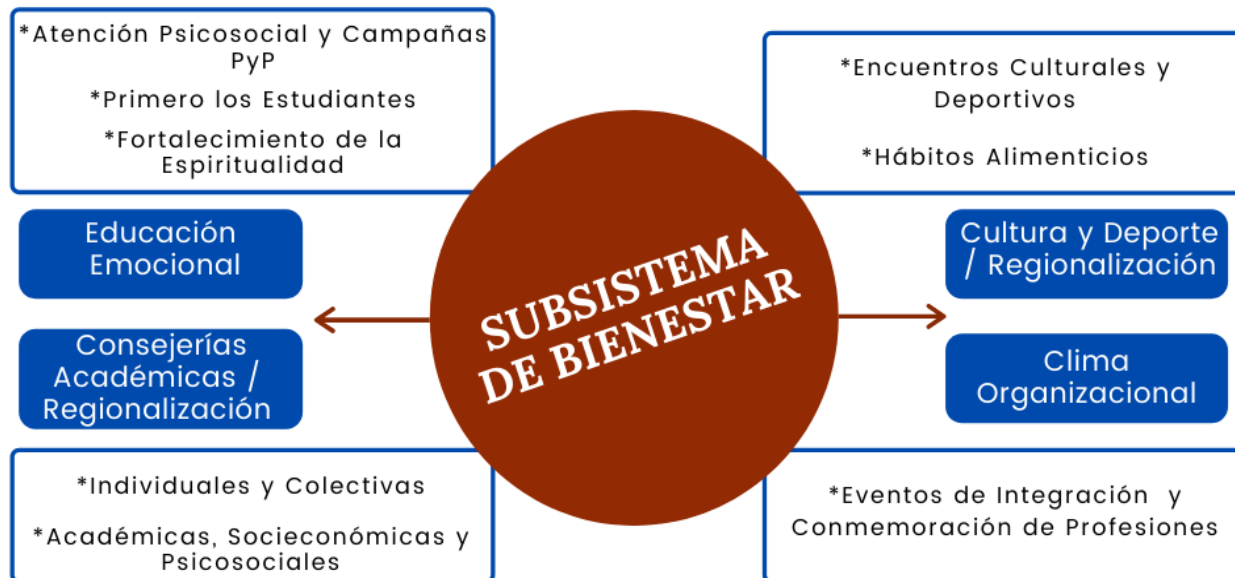 *Atención Psicosocial y Campañas
PyP
*Primero los Estudiantes
*Fortalecimiento de la
Espiritualidad
Educación
Emocional
Consejerías
Académicas /
Regionalización
*Individuales y Colectivas
*Académicas, Socieconómicas y
Psicosociales
SUBSISTEMA
DE BIENESTAR
*Encuentros Culturales y
Deportivos
*Hábitos Alimenticios
Cultura y Deporte
/ Regionalización
Clima
Organizacional
*Eventos de Integración y
Conmemoración de Profesiones